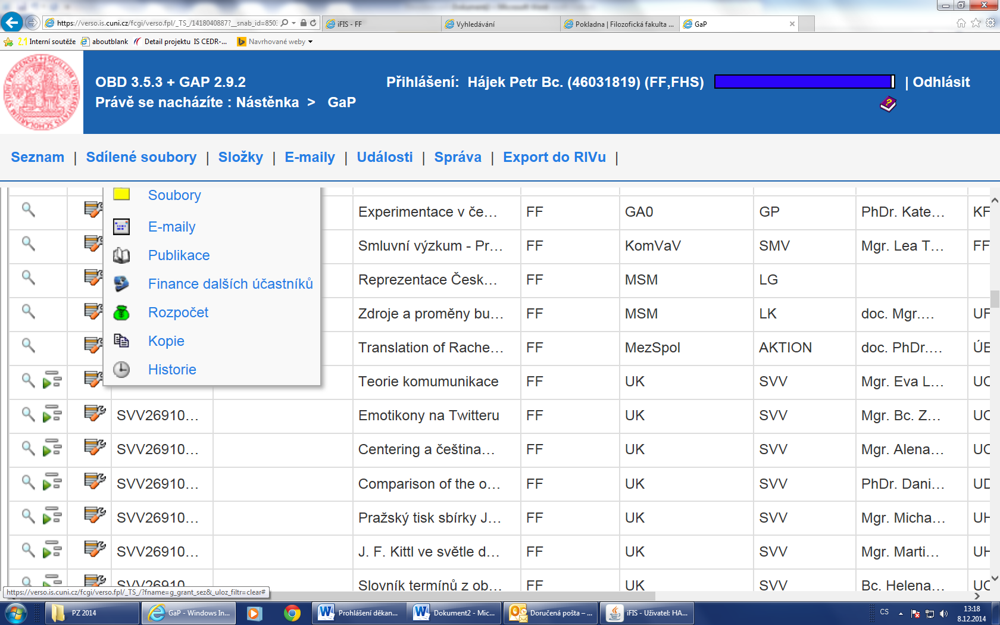 https://verso.is.cuni.cz/fcgi/verso.fpl/_TS_/1418040887?__snab_id=850
iFIS - FF
Vyhledávání
Pokladna | Filozofická fakulta ...
GaP
Interní soutěže
aboutblank
Detail projektu IS CEDR-...
Navrhované weby
OBD 3.5.3 + GAP 2.9.2
Přihlášení: Hájek Petr Bc. (46031819) (FF,FHS)
| Odhlásit
Právě se nacházíte : Nástěnka > GaP
Seznam | Sdílené soubory | Složky | E-maily | Události | Správa | Export do RIVu |
Soubory
E-maily
Publikace
Finance dalších účastníků
Rozpočet
Kopie
Historie
Experimentace v če... FF GA0 GP PhDr. Kate... KF
Smluvní výzkum - Pr... FF KomVaV SMV Mgr. Lea T... FF
Reprezentace Česk... FF MSM LG
Zdroje a proměny bu... FF MSM LK doc. Mgr.... UF
Translation of Rache... FF MezSpol AKTION doc. PhDr.... ÚB
Teorie komumunikace FF UK SVV Mgr. Eva L... UC
SVV26910... Emotikony na Twitteru FF UK SVV Mgr. Bc. Z... UC
SVV26910... Centering a čeština... FF UK SVV Mgr. Alena... UC
SVV26910... Comparison of the o... FF UK SVV PhDr. Dani... UD
SVV26910... Pražský tisk sbírky J... FF UK SVV Mgr. Micha... UH
SVV26910... J. F. Kittl ve světle d... FF UK SVV Mgr. Marti... UH
SVV26910... Slovník termínů z ob... FF UK SVV Bc. Helena...
https://verso.is.cuni.cz/fcgi/verso.fpl/_TS_/?fname=g_grant_sez&_uloz_filtr=clear#
PZ 2014
GaP - Windows In...
Prohlášení děkan...
Dokument2 - Mic...
Doručená pošta – ...
iFIS - Uživatel: HA...
CS
13:18
8.12.2014